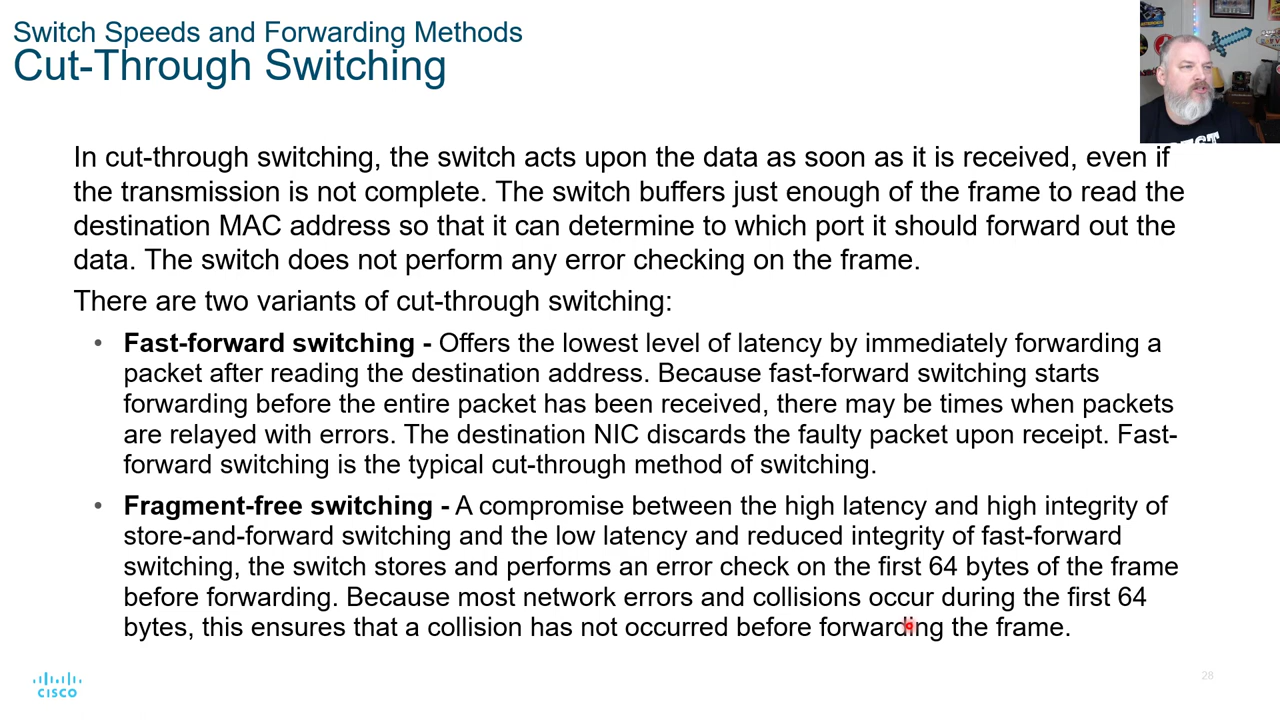 Switch Speeds and Forwarding Methods
Cut-Through Switching
In cut-through switching, the switch acts upon the data as soon as it is received, even if
the transmission is not complete. The switch buffers just enough of the frame to read the
destination MAC address so that it can determine to which port it should forward out the
data. The switch does not perform any error checking on the frame.
There are two variants of cut-through switching:
• Fast-forward switching - Offers the lowest level of latency by immediately forwarding a
packet after reading the destination address. Because fast-forward switching starts
forwarding before the entire packet has been received, there may be times when packets
are relayed with errors. The destination NIC discards the faulty packet upon receipt. Fast-
forward switching is the typical cut-through method of switching.
• Fragment-free switching - A compromise between the high latency and high integrity of
store-and-forward switching and the low latency and reduced integrity of fast-forward
switching, the switch stores and performs an error check on the first 64 bytes of the frame
before forwarding. Because most network errors and collisions occur during the first 64
bytes, this ensures that a collision has not occurred before forwarding the frame.
CISCO
28